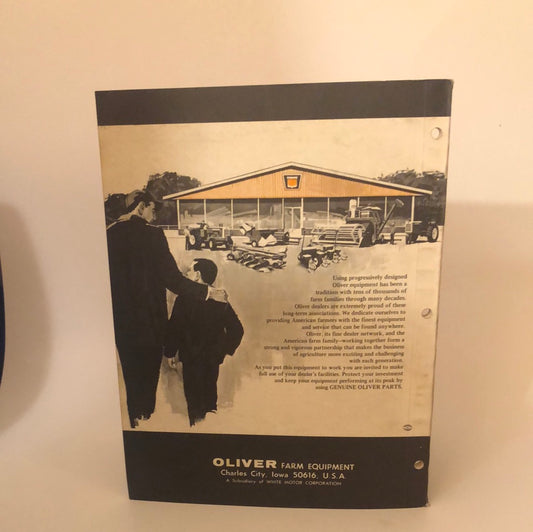 Using progressively designed
Oliver equipment has been a
tradition with tens of thousands of
farm families through many decades.
Oliver dealers are extremely proud of these
long-term associations. We dedicate ourselves to
providing American farmers with the finest equipment
and service that can be found anywhere.
Oliver, its fine dealer network, and the
American farm family—working together form a
strong and vigorous partnership that makes the business
of agriculture more exciting and challenging
with each generation.
As you put this equipment to work you are invited to make
full use of your dealer's facilities. Protect your investment
and keep your equipment performing at its peak by
using GENUINE OLIVER PARTS.
OLIVER FARM EQUIPMENT
Charles City, Iowa 50616, U.S.A.
A Subsidiary of WHITE MOTOR CORPORATION